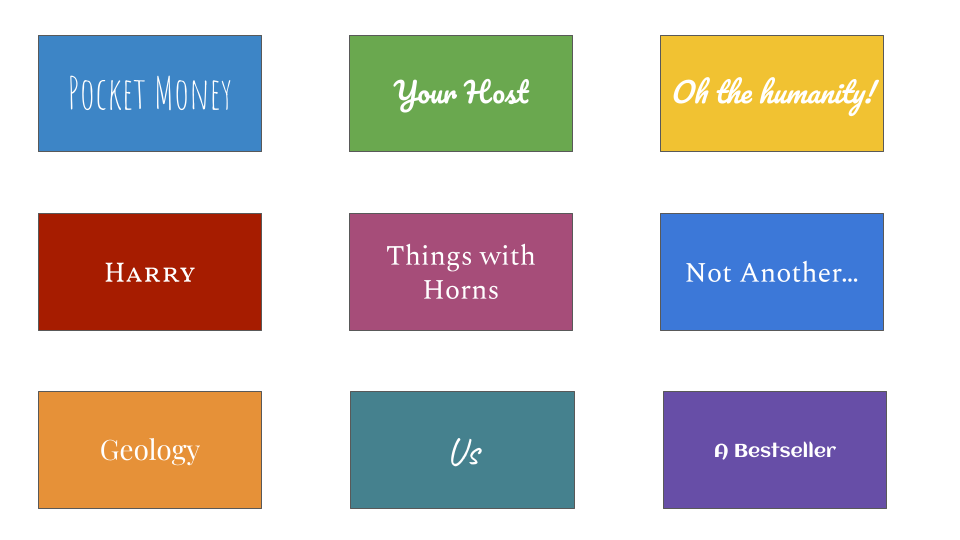 Pocket Money
Your Host
Oh the humanity!
Harry
Things with
Horns
Not Another...
Geology
Us
A Bestseller